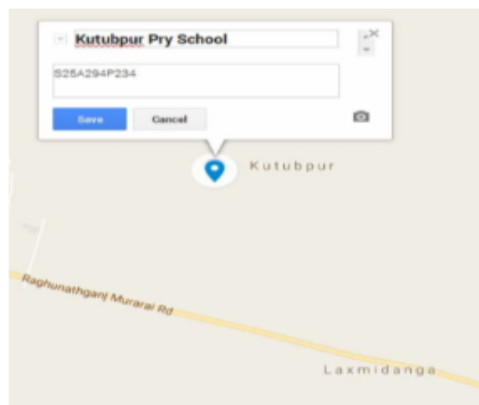 Kutubpur Pry School
S25A294P234
Save Cancel
Kutubpur
Raghunathganj Murarai Rd
Laxmidanga